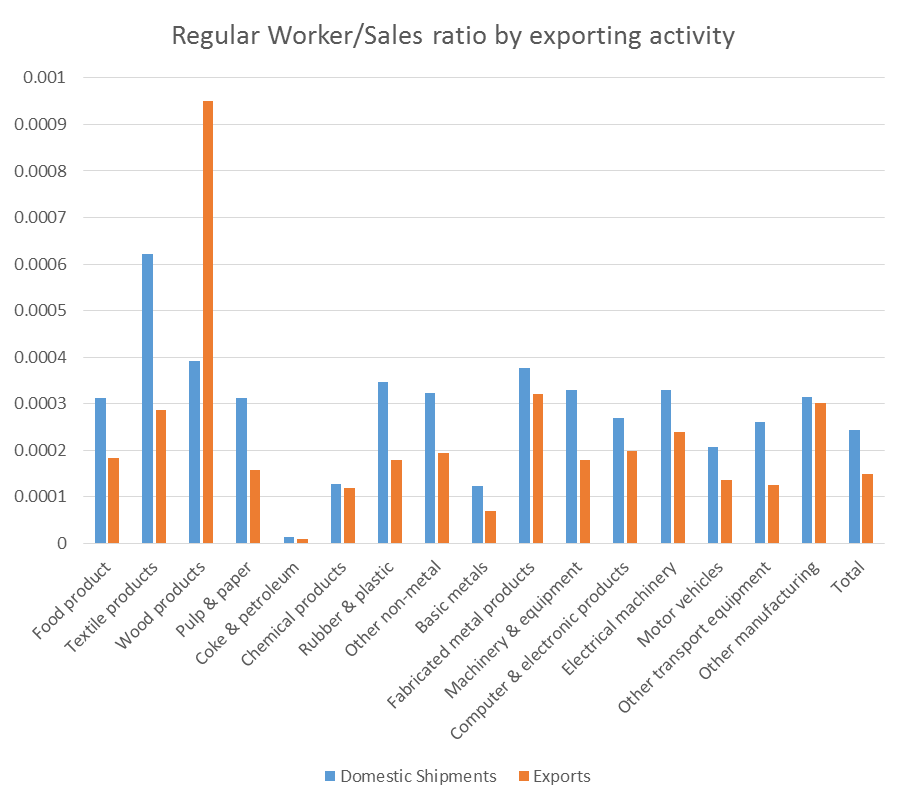 Regular Worker/Sales ratio by exporting activity
0.001
0.0009
0.0008
0.0007
0.0006
0.0005
0.0004
0.0003
0.0002
0.0001
0
Food product
Textile products
Wood products
Pulp & paper
Coke & petroleum
Chemical products
Rubber & plastic
Other non-metal
Basic metals
Fabricated metal products
Machinery & equipment
Computer & electronic products
Electrical machinery
Motor vehicles
Other transport equipment
Other manufacturing
Total
Domestic Shipments
Exports